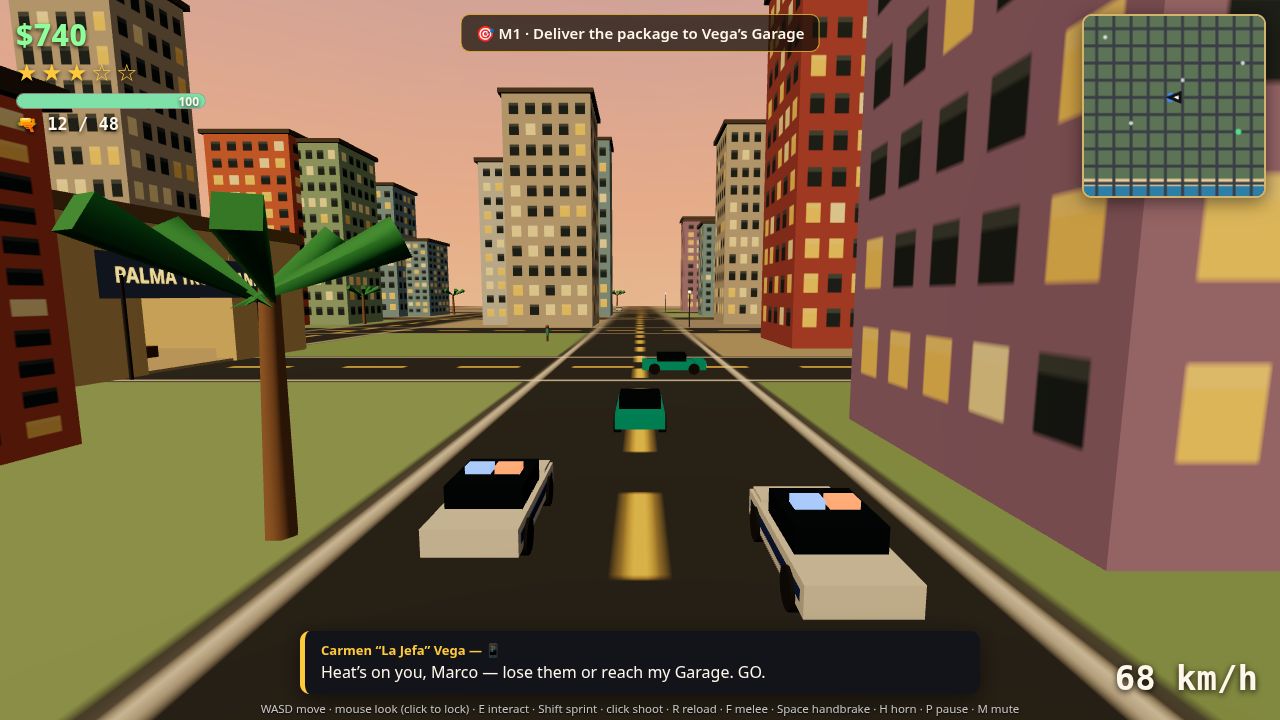 $740
★★★☆☆
🎯 M1 · Deliver the package to Vega's Garage
100
12 / 48
PALMA
Carmen “La Jefa” Vega — 📱
Heat's on you, Marco — lose them or reach my Garage. GO.
68 km/h
WASD move · mouse look (click to lock) · E interact · Shift sprint · click shoot · R reload · F melee · Space handbrake · H horn · P pause · M mute